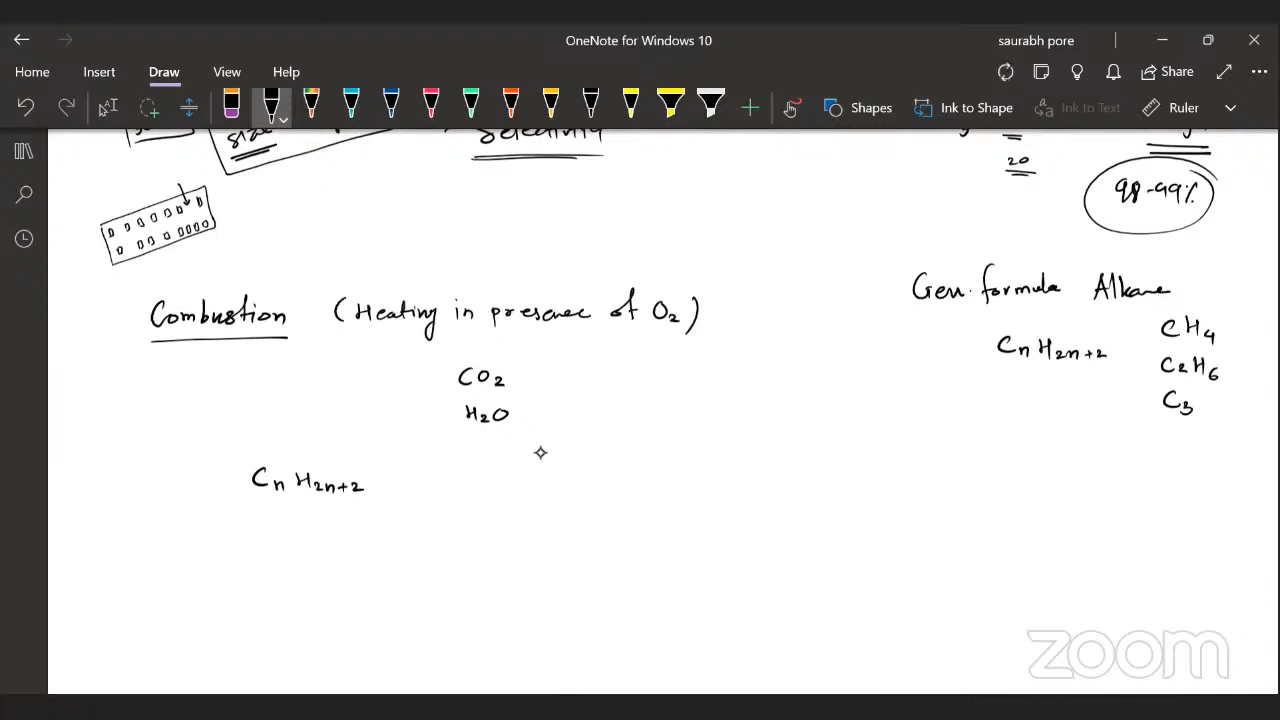 OneNote for Windows 10
saurabh pore
Home Insert Draw View Help
Share
Shapes Ink to Shape Ink to Text Ruler
size
Selectivity
20
98-99%
Combustion (Heating in presence of O2)
Gen. formula Alkane
CnH2n+2
CH4
C2H6
C3
CO2
H2O
CnH2n+2
zoom